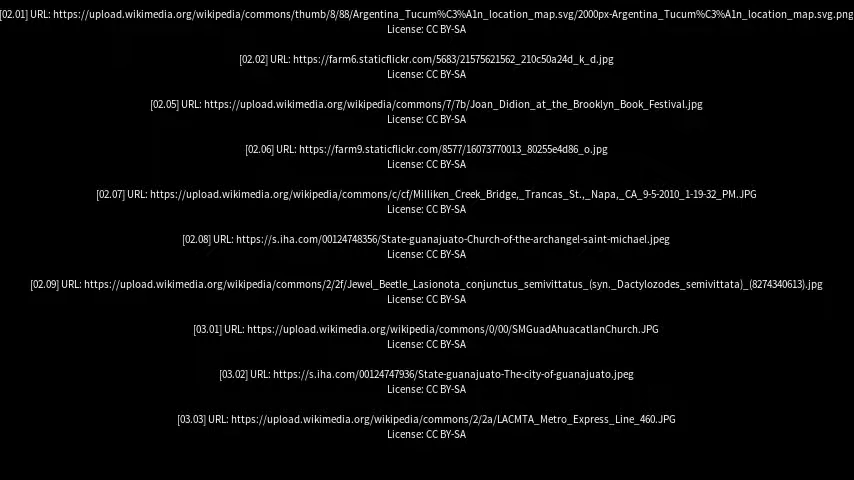 [02.01] URL: https://upload.wikimedia.org/wikipedia/commons/thumb/8/88/Argentina_Tucum%C3%A1n_location_map.svg/2000px-Argentina_Tucum%C3%A1n_location_map.svg.png
License: CC BY-SA
[02.02] URL: https://farm6.staticflickr.com/5683/21575621562_210c50a24d_k_d.jpg
License: CC BY-SA
[02.05] URL: https://upload.wikimedia.org/wikipedia/commons/7/7b/Joan_Didion_at_the_Brooklyn_Book_Festival.jpg
License: CC BY-SA
[02.06] URL: https://farm9.staticflickr.com/8577/16073770013_80255e4d86_o.jpg
License: CC BY-SA
[02.07] URL: https://upload.wikimedia.org/wikipedia/commons/c/cf/Milliken_Creek_Bridge,_Trancas_St.,_Napa,_CA_9-5-2010_1-19-32_PM.JPG
License: CC BY-SA
[02.08] URL: https://s.iha.com/00124748356/State-guanajuato-Church-of-the-archangel-saint-michael.jpeg
License: CC BY-SA
[02.09] URL: https://upload.wikimedia.org/wikipedia/commons/2/2f/Jewel_Beetle_Lasionota_conjunctus_semivittatus_(syn._Dactylozodes_semivittata)_(8274340613).jpg
License: CC BY-SA
[03.01] URL: https://upload.wikimedia.org/wikipedia/commons/0/00/SMGuadAhuacatlanChurch.JPG
License: CC BY-SA
[03.02] URL: https://s.iha.com/00124747936/State-guanajuato-The-city-of-guanajuato.jpeg
License: CC BY-SA
[03.03] URL: https://upload.wikimedia.org/wikipedia/commons/2/2a/LACMTA_Metro_Express_Line_460.JPG
License: CC BY-SA